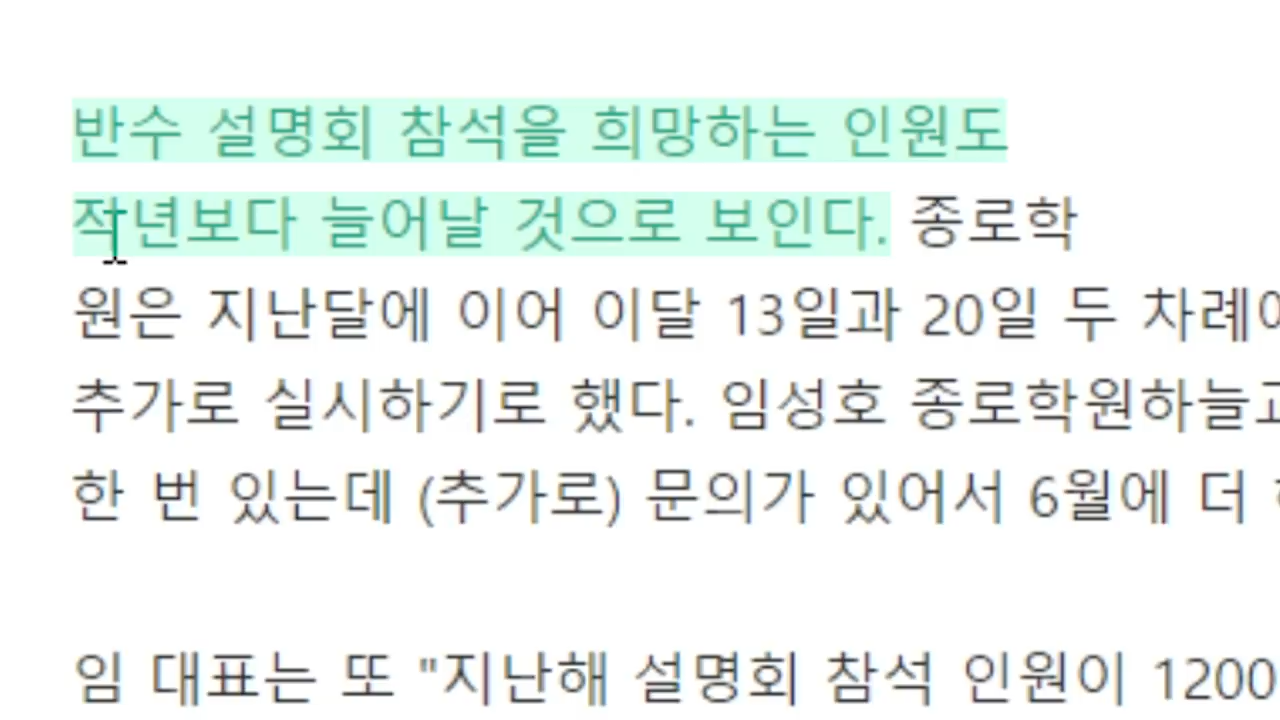 반수 설명회 참석을 희망하는 인원도
작년보다 늘어날 것으로 보인다. 종로학
원은 지난달에 이어 이달 13일과 20일 두 차례에
추가로 실시하기로 했다. 임성호 종로학원하늘교
한 번 있는데 (추가로) 문의가 있어서 6월에 더
임 대표는 또 "지난해 설명회 참석 인원이 1200